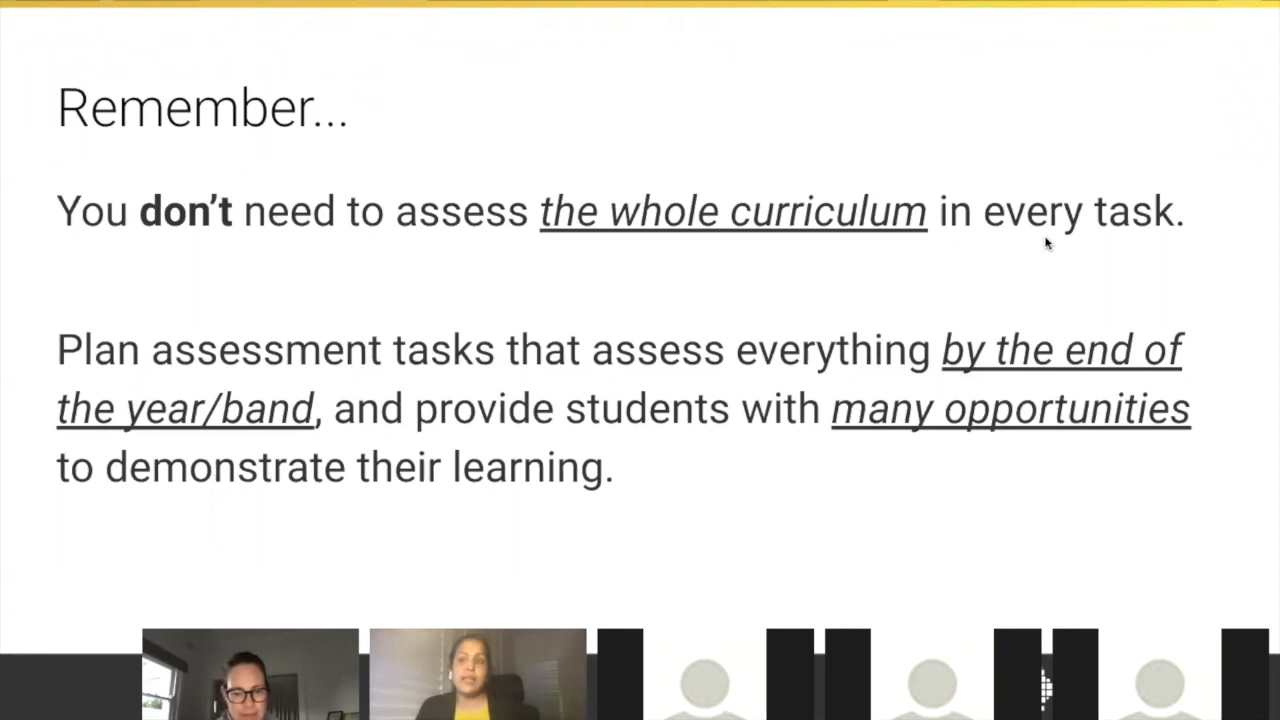 Remember...
You don't need to assess the whole curriculum in every task.
Plan assessment tasks that assess everything by the end of
the year/band, and provide students with many opportunities
to demonstrate their learning.